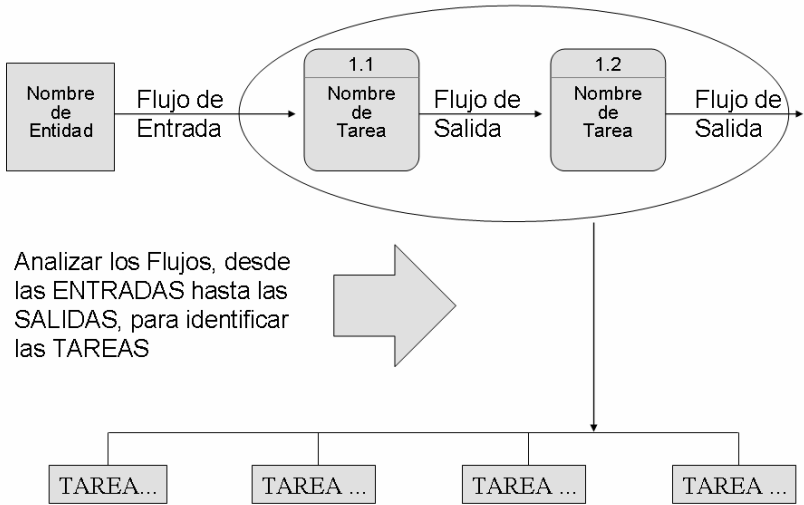 1.1
1.2
Nombre
de
Entidad
Flujo de
Entrada
Nombre
de
Tarea
Flujo de
Salida
Nombre
de
Tarea
Flujo de
Salida
Analizar los Flujos, desde
las ENTRADAS hasta las
SALIDAS, para identificar
las TAREAS
TAREA...
TAREA ...
TAREA ...
TAREA ...